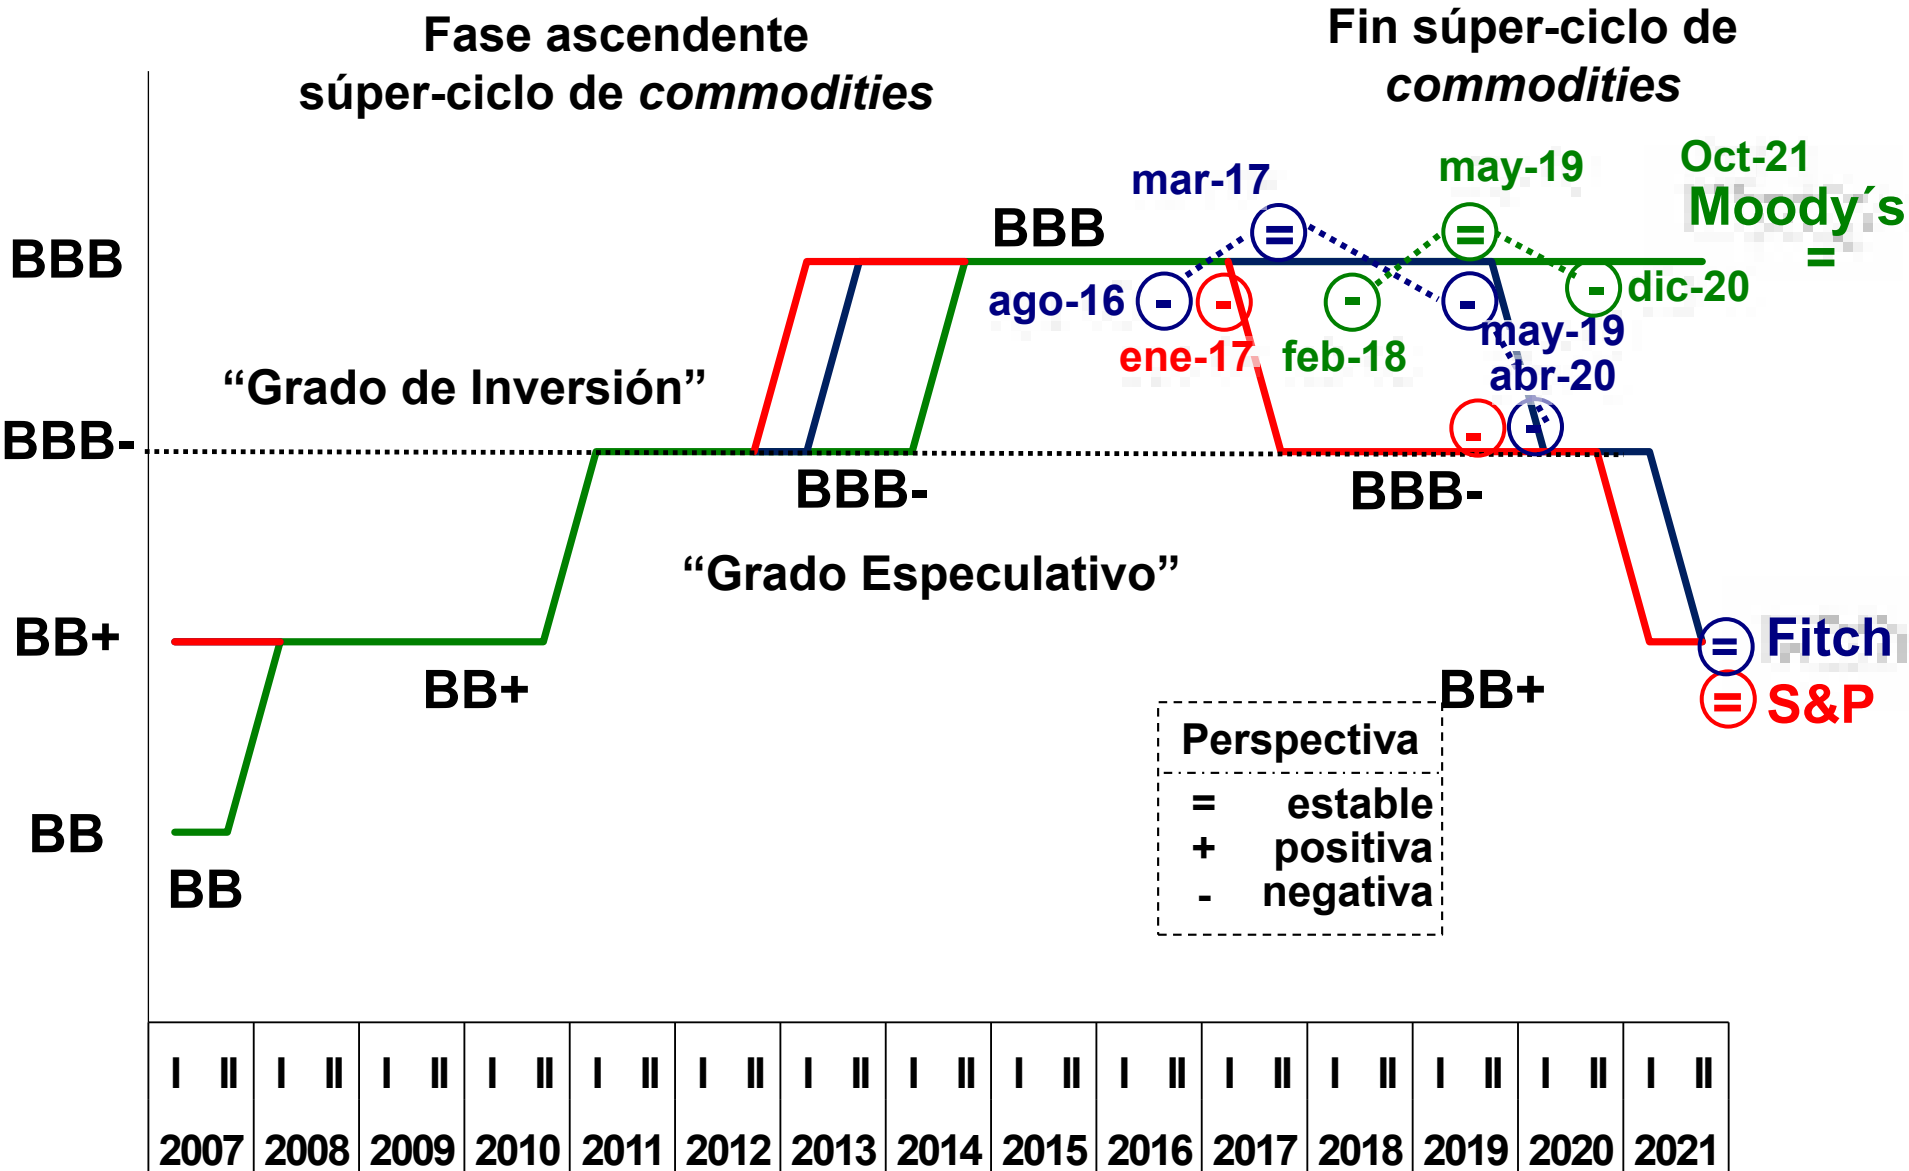 Fase ascendente
súper-ciclo de commodities
Fin súper-ciclo de
commodities
mar-17
may-19
Oct-21
Moody´s
=
BBB
BBB
=
=
ago-16
-
-
-
-
-
dic-20
ene-17
feb-18
may-19
abr-20
“Grado de Inversión”
BBB-
-
-
BBB-
BBB-
“Grado Especulativo”
BB+
BB+
BB+
= Fitch
= S&P
Perspectiva
= estable
+ positiva
- negativa
BB
BB
I II I II I II I II I II I II I II I II I II I II I II I II I II I II I II
2007 2008 2009 2010 2011 2012 2013 2014 2015 2016 2017 2018 2019 2020 2021